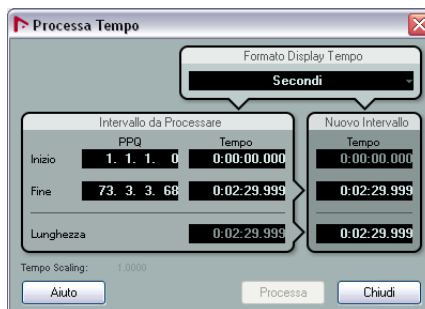 Processa Tempo
Formato Display Tempo
Secondi
Intervallo da Processare
Nuovo Intervallo
PPQ Tempo Tempo
Inizio 1. 1. 1. 0 0:00:00.000 0:00:00.000
Fine 73. 3. 3. 68 0:02:29.999 0:02:29.999
Lunghezza 0:02:29.999 0:02:29.999
Tempo Scaling: 1.0000
Aiuto Processa Chiudi